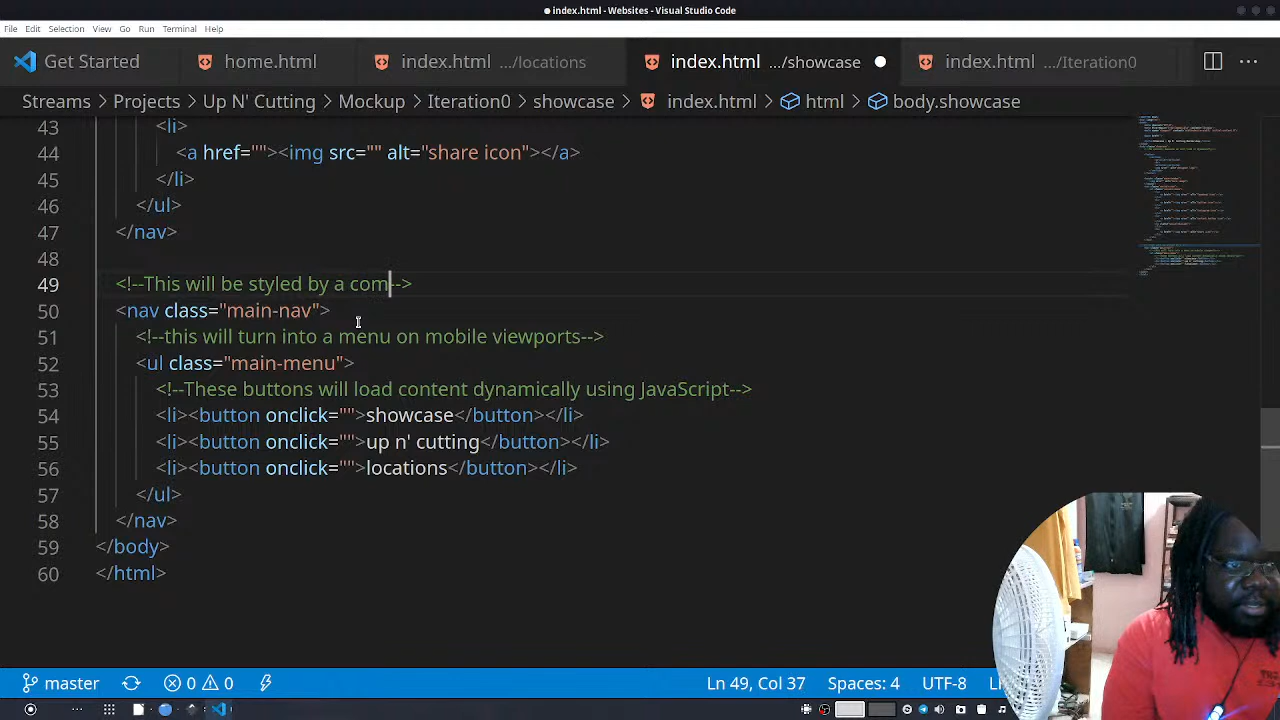 index.html - Websites - Visual Studio Code
File Edit Selection View Go Run Terminal Help
Get Started home.html index.html .../locations index.html .../showcase index.html .../Iteration0
Streams > Projects > Up N' Cutting > Mockup > Iteration0 > showcase > index.html > html > body.showcase
43 <li>
44 <a href=""><img src="" alt="share icon"></a>
45 </li>
46 </ul>
47 </nav>
48
49 <!--This will be styled by a com-->
50 <nav class="main-nav">
51 <!--this will turn into a menu on mobile viewports-->
52 <ul class="main-menu">
53 <!--These buttons will load content dynamically using JavaScript-->
54 <li><button onclick="">showcase</button></li>
55 <li><button onclick="">up n' cutting</button></li>
56 <li><button onclick="">locations</button></li>
57 </ul>
58 </nav>
59 </body>
60 </html>
master 0 0 Ln 49, Col 37 Spaces: 4 UTF-8